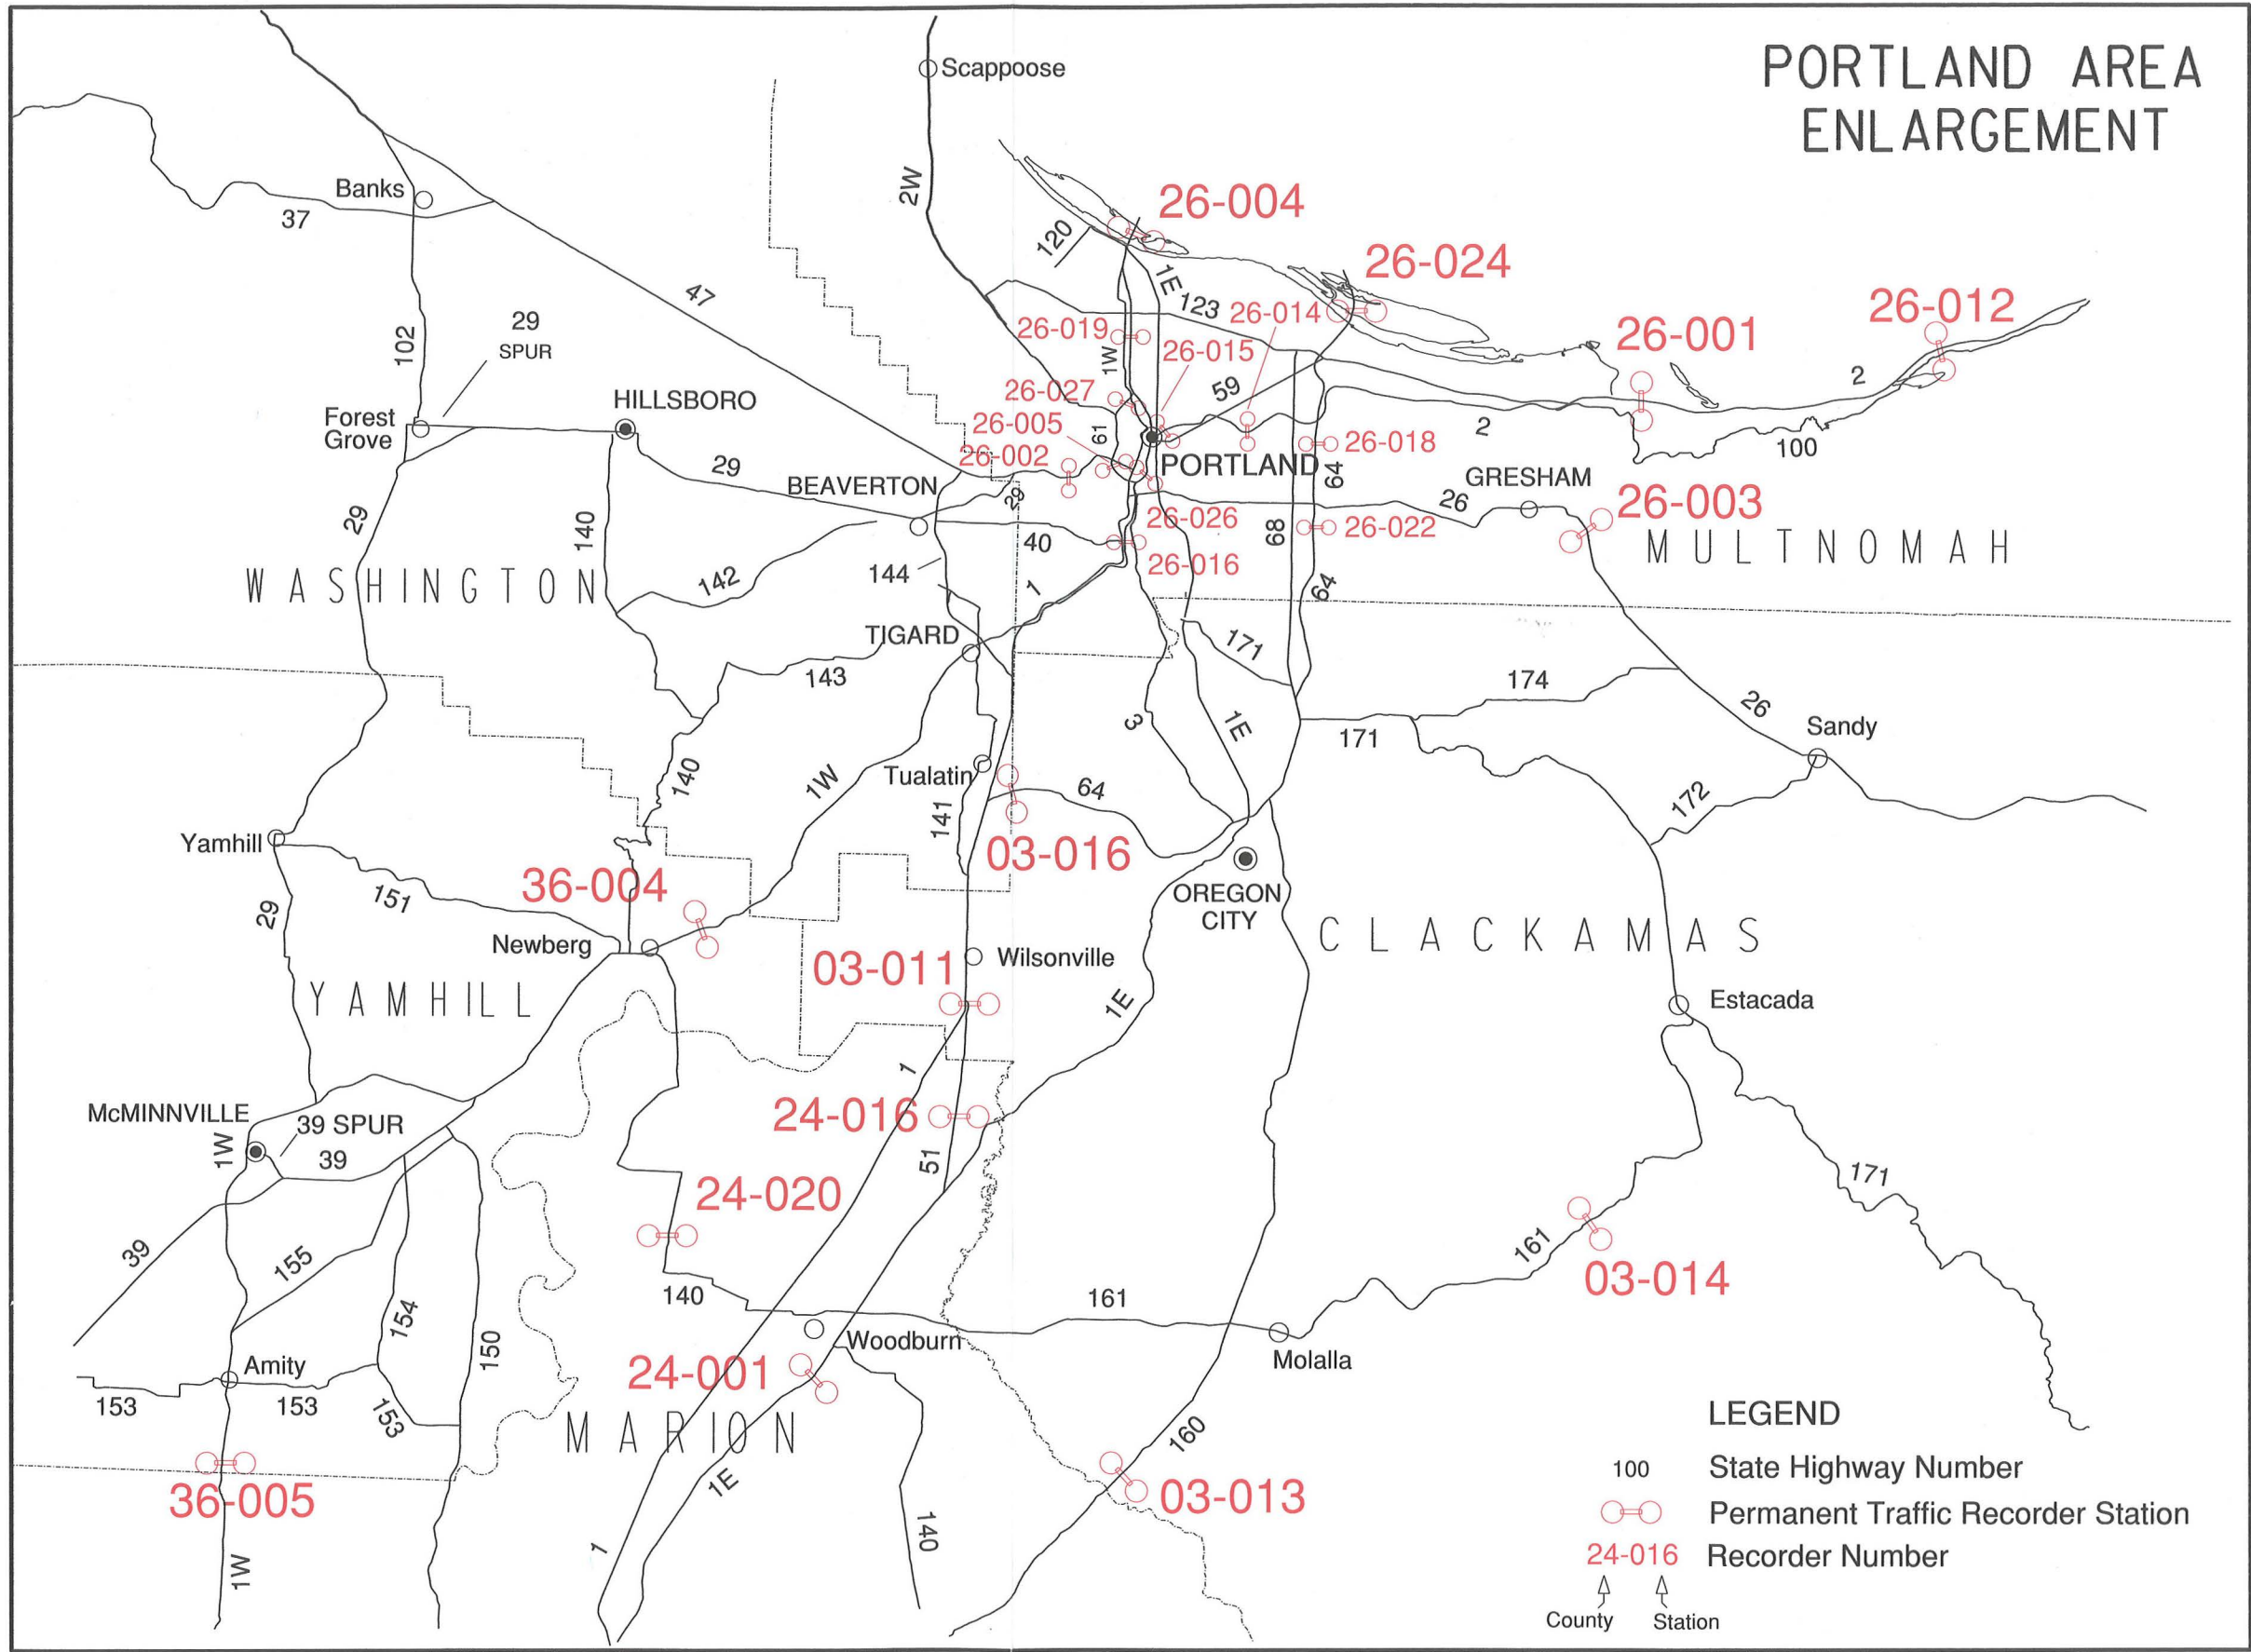 PORTLAND AREA
ENLARGEMENT
Scappoose
2W
Banks
37
120
26-004
26-024
1E
123
26-014
26-012
47
26-019
26-001
29
SPUR
102
1W
26-015
2
59
26-027
HILLSBORO
Forest
Grove
26-005
61
2
26-018
100
26-002
PORTLAND
64
29
BEAVERTON
29
GRESHAM
26
26-003
29
140
26-026
68
26-022
40
MULTNOMAH
26-016
144
WASHINGTON
142
1
64
TIGARD
171
143
174
26
3
1E
171
Sandy
140
1W
Tualatin
64
172
141
Yamhill
03-016
36-004
151
29
OREGON
CITY
CLACKAMAS
Newberg
03-011
Wilsonville
YAMHILL
1E
Estacada
1
McMINNVILLE
39 SPUR
24-016
1W
39
51
171
24-020
39
155
161
03-014
140
161
154
150
Woodburn
Amity
24-001
Molalla
153
153
153
MARION
160
1E
36-005
03-013
140
1
1W
LEGEND
100 State Highway Number
Permanent Traffic Recorder Station
24-016 Recorder Number
County Station